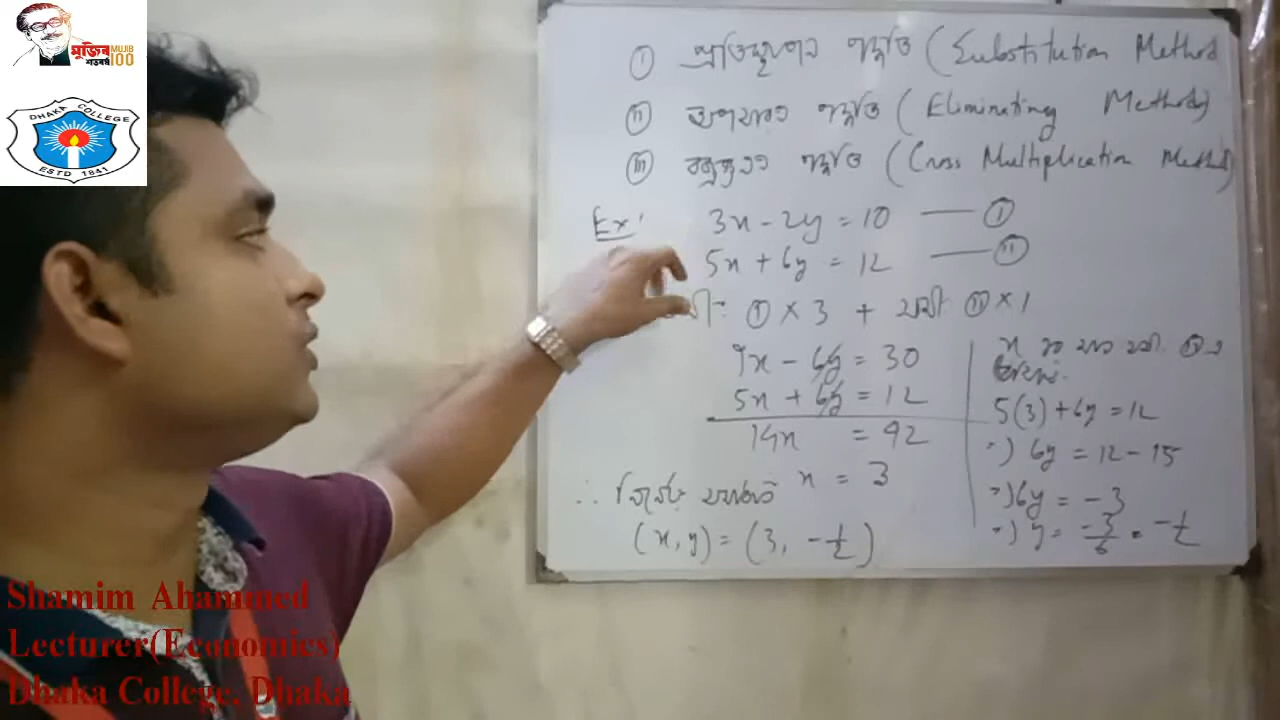 মুজিব MUJIB
শতবর্ষ 100
DHAKA COLLEGE
ESTD 1841
(i) প্রতিস্থাপন পদ্ধতি (Substitution Method
(ii) অপনয়ন পদ্ধতি (Eliminating Method)
(iii) বজ্রগুণন পদ্ধতি (Cross Multiplication Method)
Ex: 3x - 2y = 10 — (i)
5x + 6y = 12 — (ii)
(i) × 3 + (ii) × 1
9x - 6y = 30
5x + 6y = 12
14x = 42
x = 3
∴ নির্ণেয় সমাধান
(x, y) = (3, -1/2)
x এর মান
5(3) + 6y = 12
⇒) 6y = 12 - 15
⇒) 6y = -3
⇒) y = -3/6 = -1/2
Shamim Ahammed
Lecturer(Economics)
Dhaka College, Dhaka